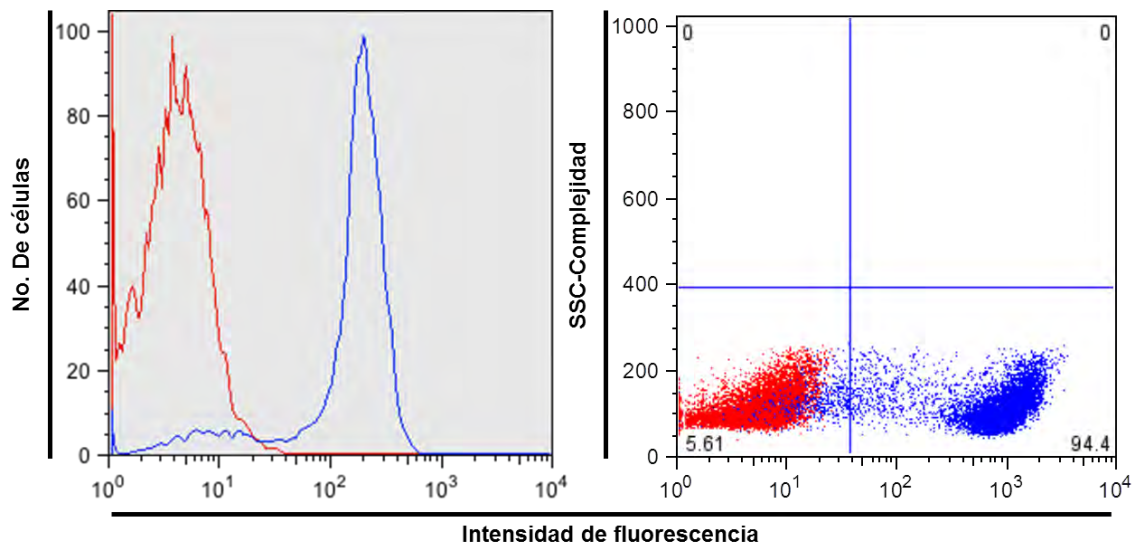 No. De células
100
80
60
40
20
0
10⁰ 10¹ 10² 10³ 10⁴
SSC-Complejidad
1000
800
600
400
200
0
0 0
5.61 94.4
10⁰ 10¹ 10² 10³ 10⁴
Intensidad de fluorescencia